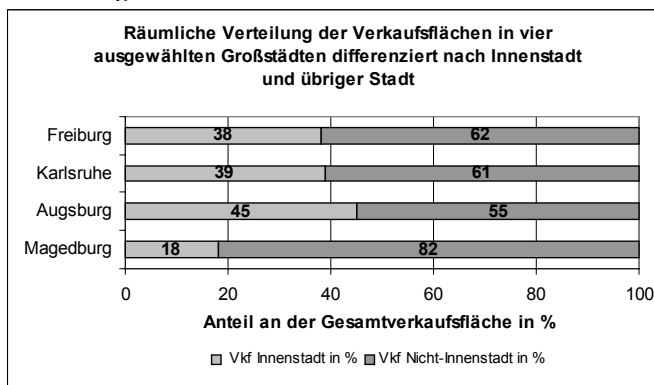 Räumliche Verteilung der Verkaufsflächen in vier
ausgewählten Großstädten differenziert nach Innenstadt
und übriger Stadt
Freiburg 38 62
Karlsruhe 39 61
Augsburg 45 55
Magedburg 18 82
0 20 40 60 80 100
Anteil an der Gesamtverkaufsfläche in %
Vkf Innenstadt in % Vkf Nicht-Innenstadt in %